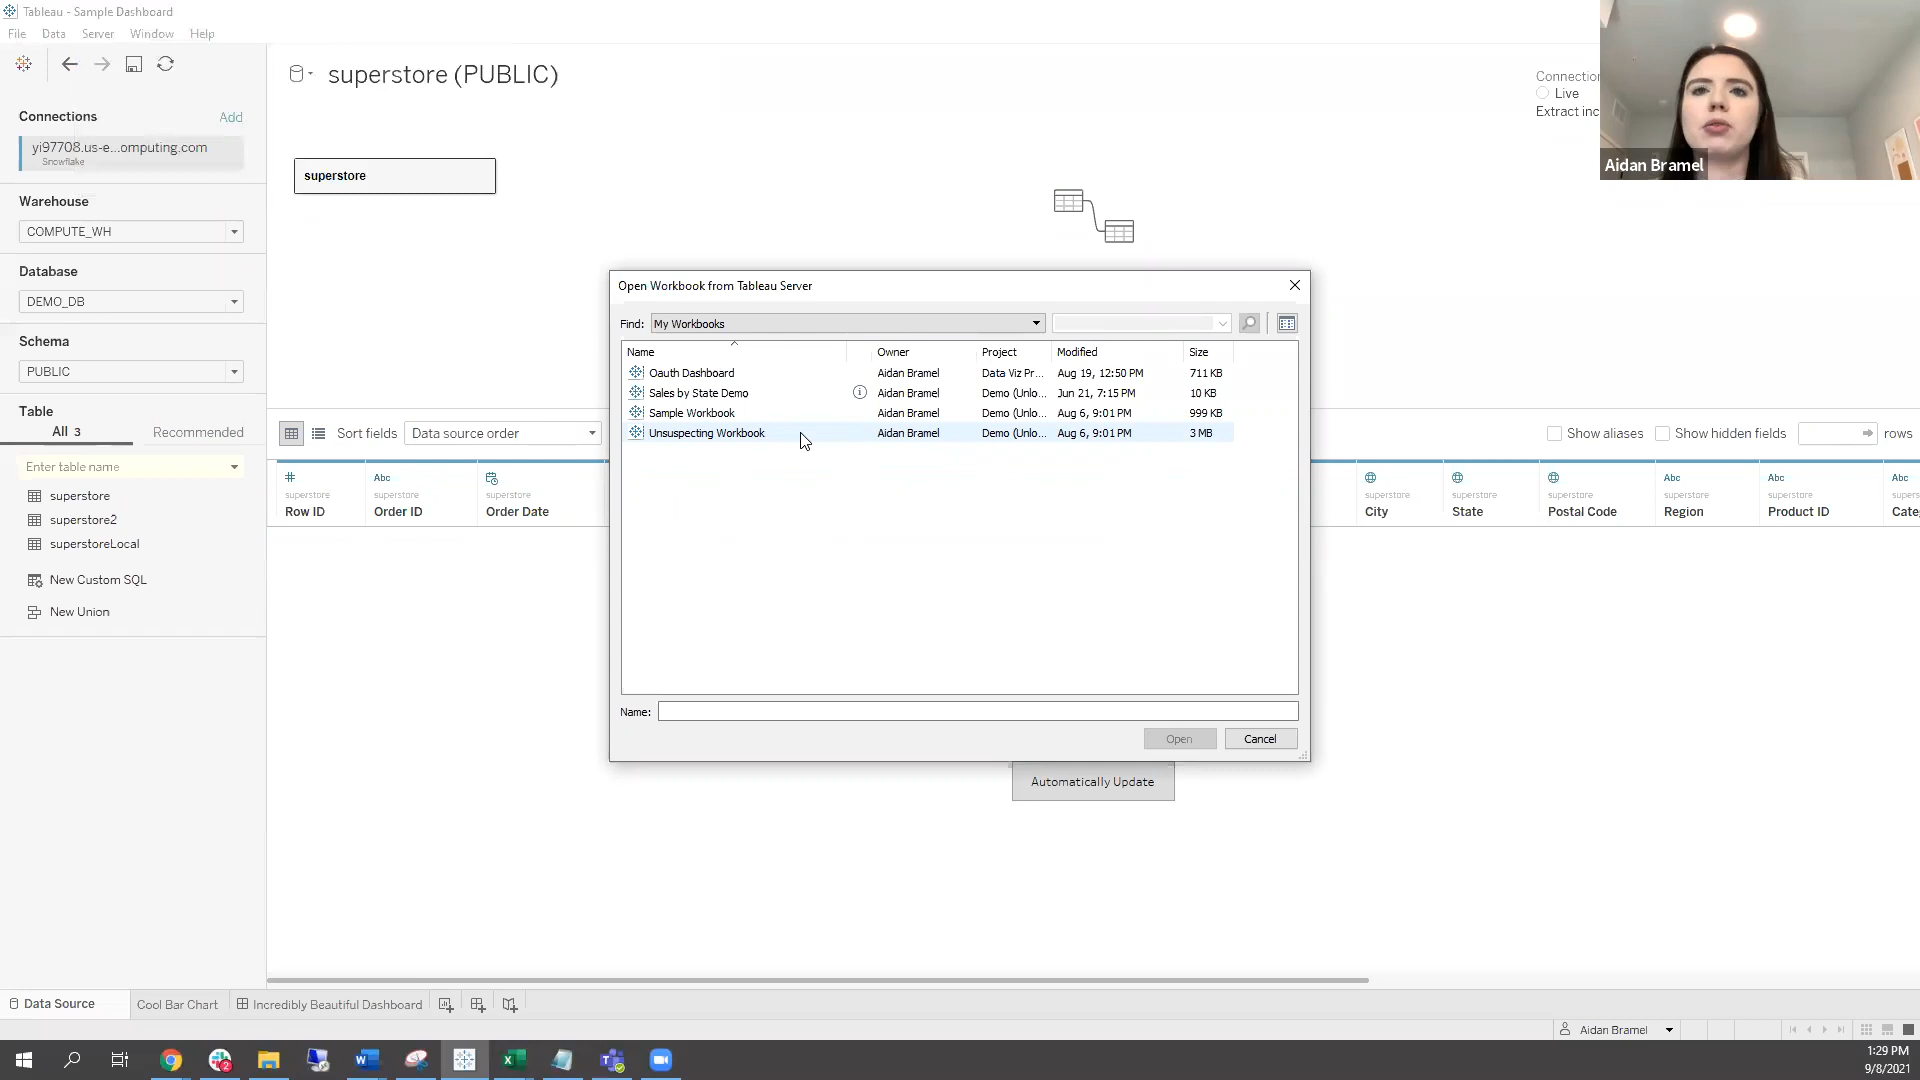 Tableau - Sample Dashboard
File Data Server Window Help
superstore (PUBLIC)
Connections Add
yi97708.us-e...omputing.com
Snowflake
Warehouse
COMPUTE_WH
Database
DEMO_DB
Schema
PUBLIC
Table
All 3 Recommended
Enter table name
superstore
superstore2
superstoreLocal
New Custom SQL
New Union
superstore
Connection
Live
Extract inc
Aidan Bramel
Sort fields Data source order
Show aliases Show hidden fields rows
Abc Abc Abc Abc
superstore superstore superstore superstore superstore superstore superstore superstore superstore
Row ID Order ID Order Date City State Postal Code Region Product ID Categ
Open Workbook from Tableau Server
Find: My Workbooks
Name Owner Project Modified Size
Oauth Dashboard Aidan Bramel Data Viz Pr... Aug 19, 12:50 PM 711 KB
Sales by State Demo Aidan Bramel Demo (Unlo... Jun 21, 7:15 PM 10 KB
Sample Workbook Aidan Bramel Demo (Unlo... Aug 6, 9:01 PM 999 KB
Unsuspecting Workbook Aidan Bramel Demo (Unlo... Aug 6, 9:01 PM 3 MB
Name:
Open Cancel
Automatically Update
Data Source Cool Bar Chart Incredibly Beautiful Dashboard
Aidan Bramel
2
1:29 PM
9/8/2021